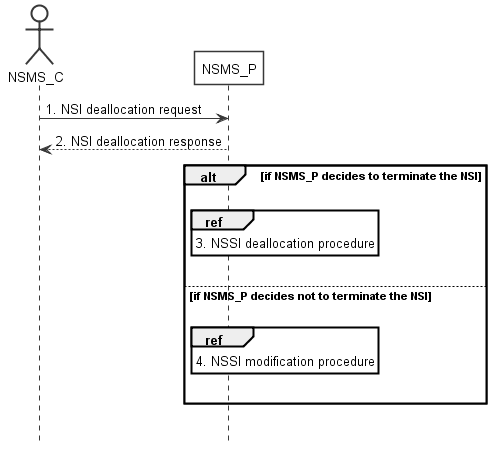 NSMS_C
NSMS_P
1. NSI deallocation request
2. NSI deallocation response
alt [if NSMS_P decides to terminate the NSI]
ref
3. NSSI deallocation procedure
[if NSMS_P decides not to terminate the NSI]
ref
4. NSSI modification procedure